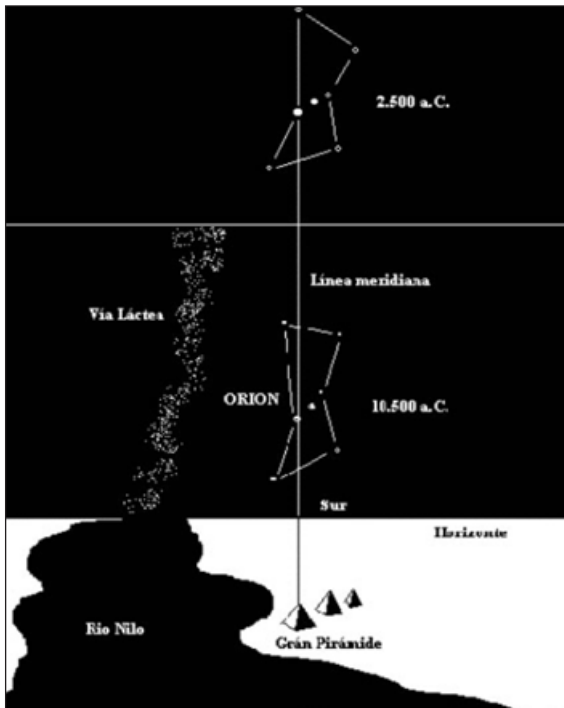 2.500 a.C.
Línea meridiana
Vía Láctea
ORION
10.500 a.C.
Sur
Horizonte
Río Nilo
Grán Pirámide